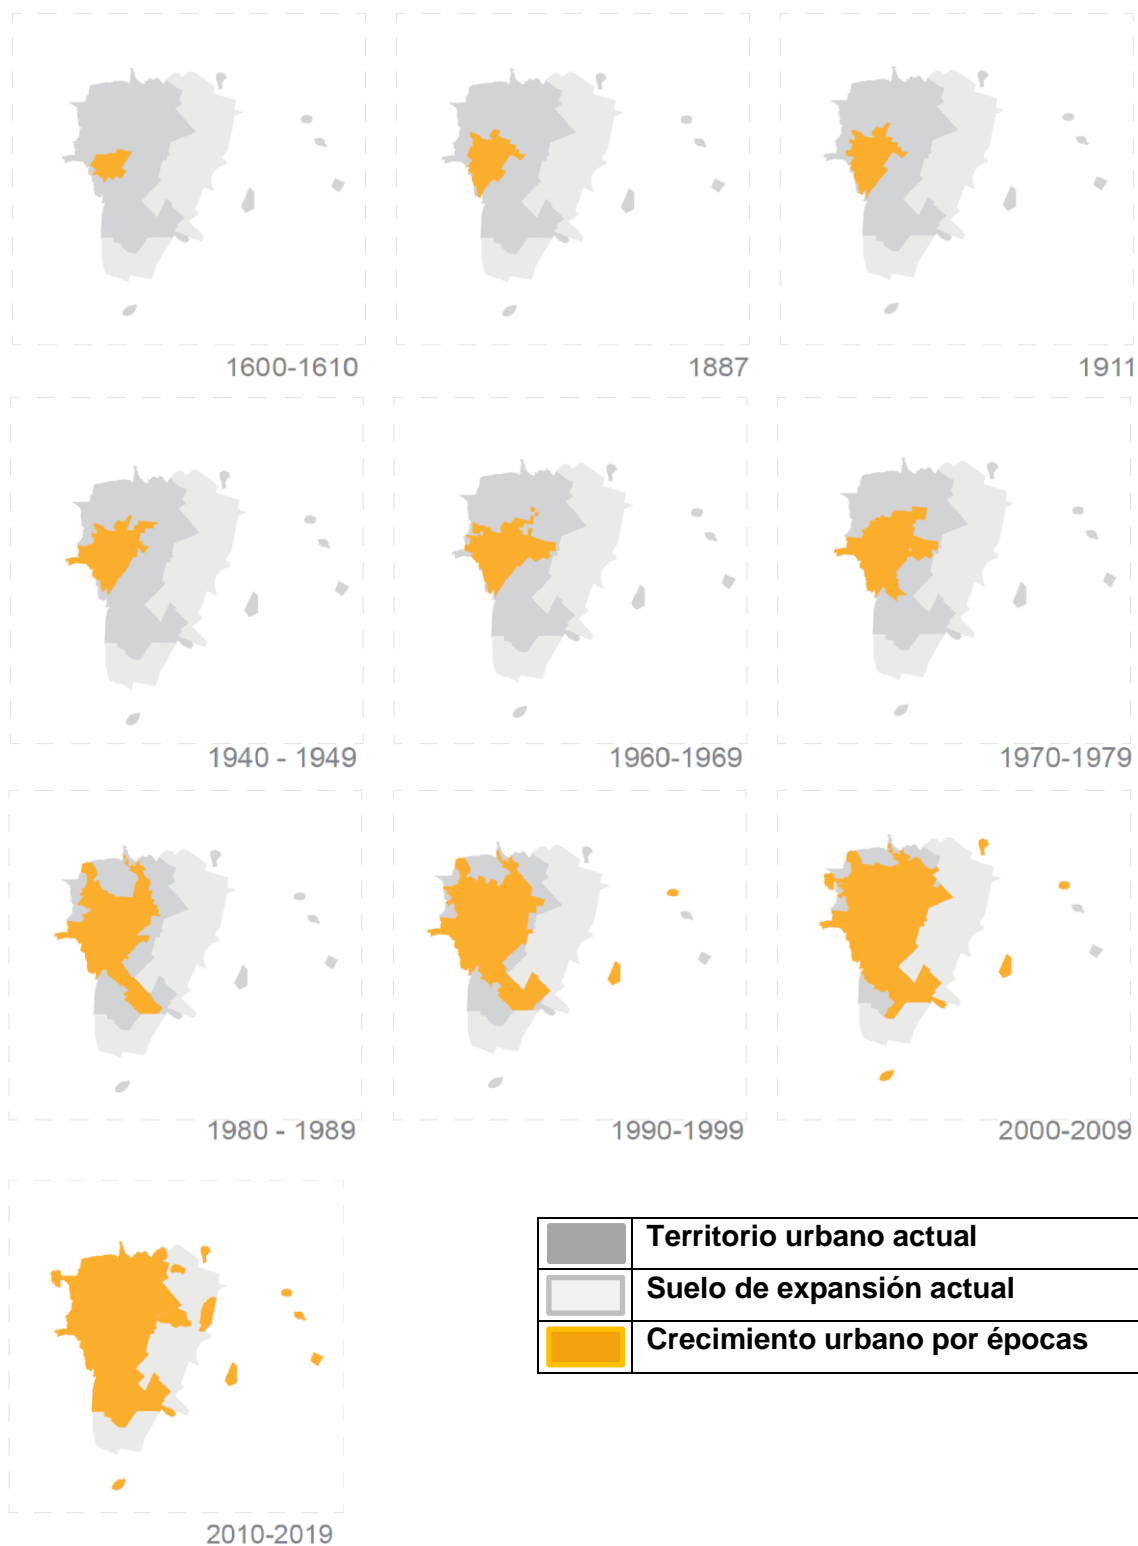 1600-1610
1887
1911
1940 - 1949
1960-1969
1970-1979
1980 - 1989
1990-1999
2000-2009
Territorio urbano actual
Suelo de expansión actual
Crecimiento urbano por épocas
2010-2019